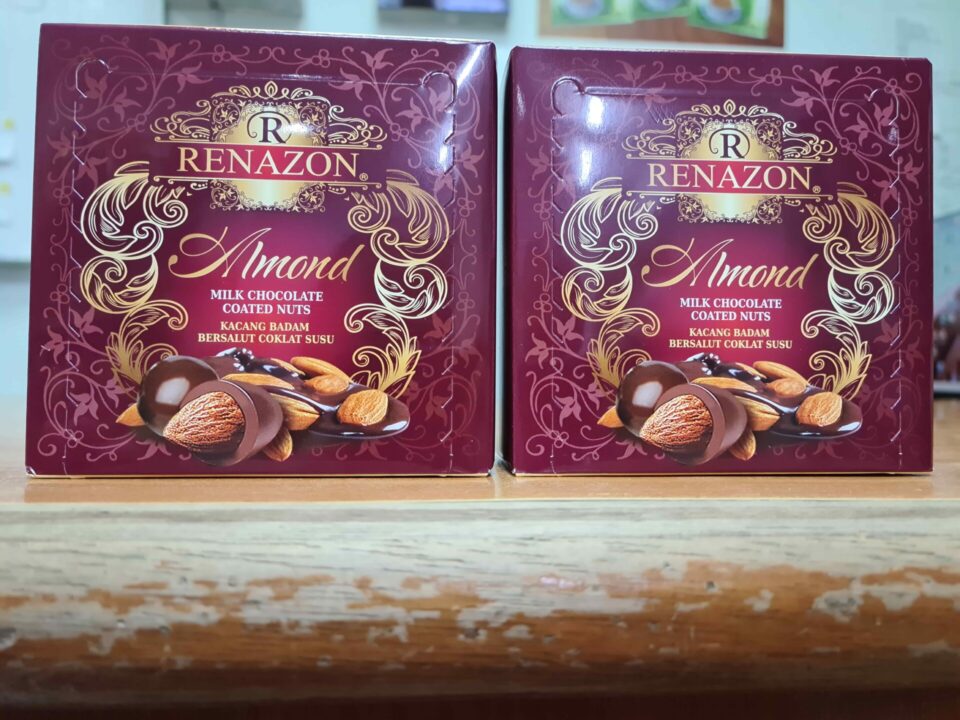 R
RENAZON®
Almond
MILK CHOCOLATE
COATED NUTS
KACANG BADAM
BERSALUT COKLAT SUSU
R
RENAZON®
Almond
MILK CHOCOLATE
COATED NUTS
KACANG BADAM
BERSALUT COKLAT SUSU